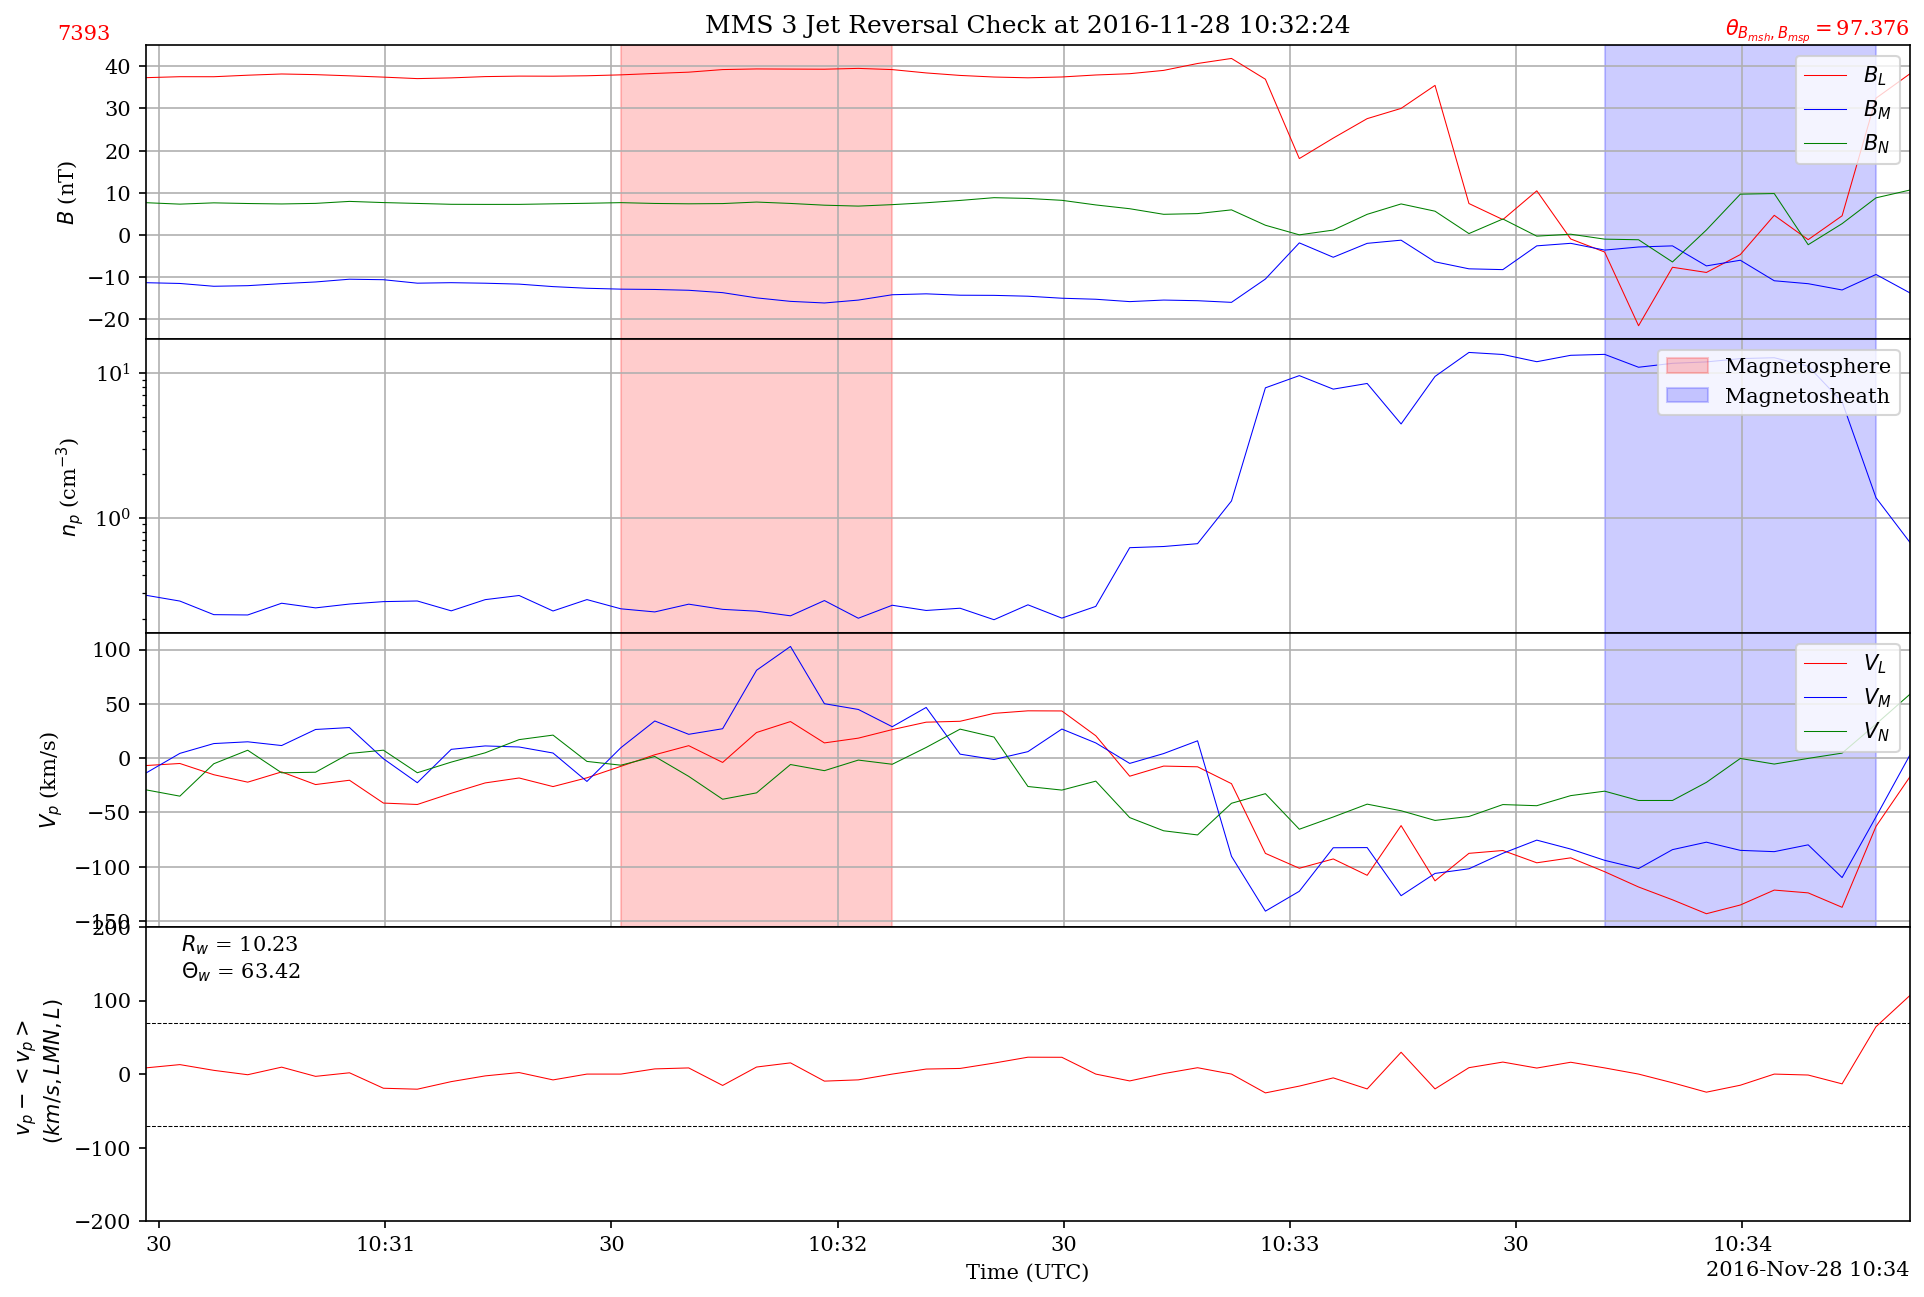 7393
MMS 3 Jet Reversal Check at 2016-11-28 10:32:24
θ_{B_{msh}, B_{msp}} = 97.376
40
30
20
10
0
−10
−20
B (nT)
B_L
B_M
B_N
10^1
10^0
n_p (cm^{−3})
Magnetosphere
Magnetosheath
100
50
0
−50
−100
−150
V_p (km/s)
V_L
V_M
V_N
200
100
0
−100
−200
v_p − < v_p >
(km/s, LMN, L)
R_w = 10.23
Θ_w = 63.42
30
10:31
30
10:32
30
10:33
30
10:34
Time (UTC)
2016-Nov-28 10:34